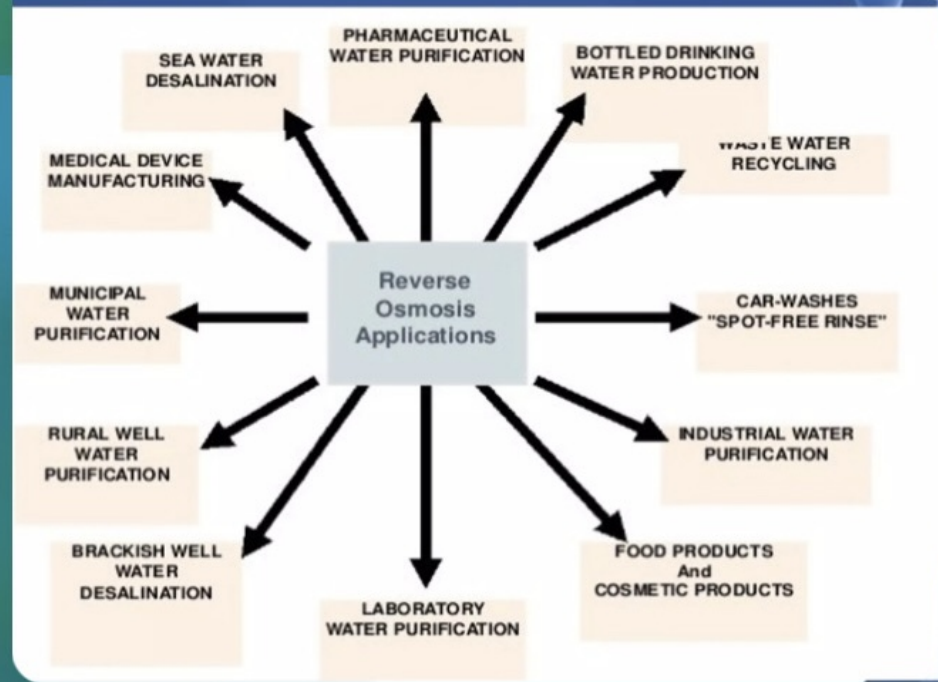 PHARMACEUTICAL
WATER PURIFICATION
SEA WATER
DESALINATION
BOTTLED DRINKING
WATER PRODUCTION
WASTE WATER
RECYCLING
MEDICAL DEVICE
MANUFACTURING
Reverse
Osmosis
Applications
MUNICIPAL
WATER
PURIFICATION
CAR-WASHES
"SPOT-FREE RINSE"
RURAL WELL
WATER
PURIFICATION
INDUSTRIAL WATER
PURIFICATION
BRACKISH WELL
WATER
DESALINATION
FOOD PRODUCTS
And
COSMETIC PRODUCTS
LABORATORY
WATER PURIFICATION